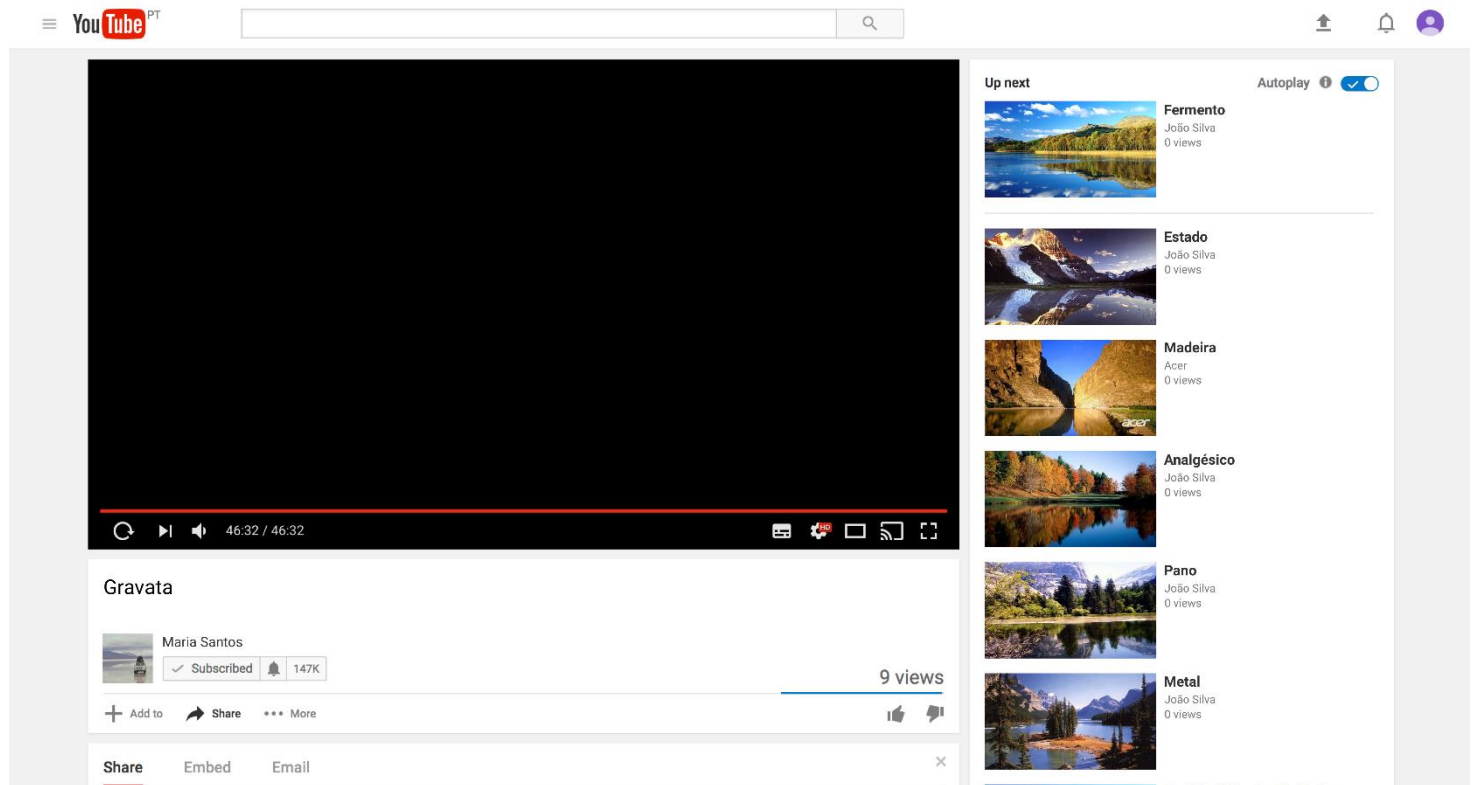 YouTube PT
Up next
Autoplay
Fermento
João Silva
0 views
Estado
João Silva
0 views
Madeira
Acer
0 views
acer
Analgésico
João Silva
0 views
Pano
João Silva
0 views
Metal
João Silva
0 views
46:32 / 46:32
HD
Gravata
Maria Santos
Subscribed
147K
9 views
Add to
Share
More
Share
Embed
Email